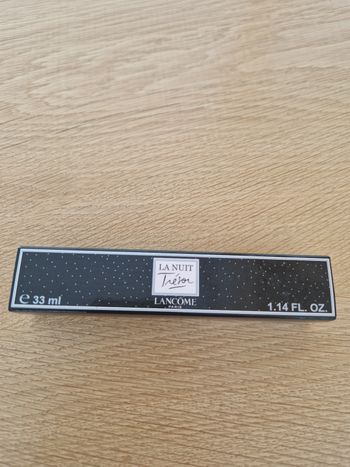 LA NUIT
Trésor
LANCÔME
PARIS
℮ 33 ml
1.14 FL. OZ.